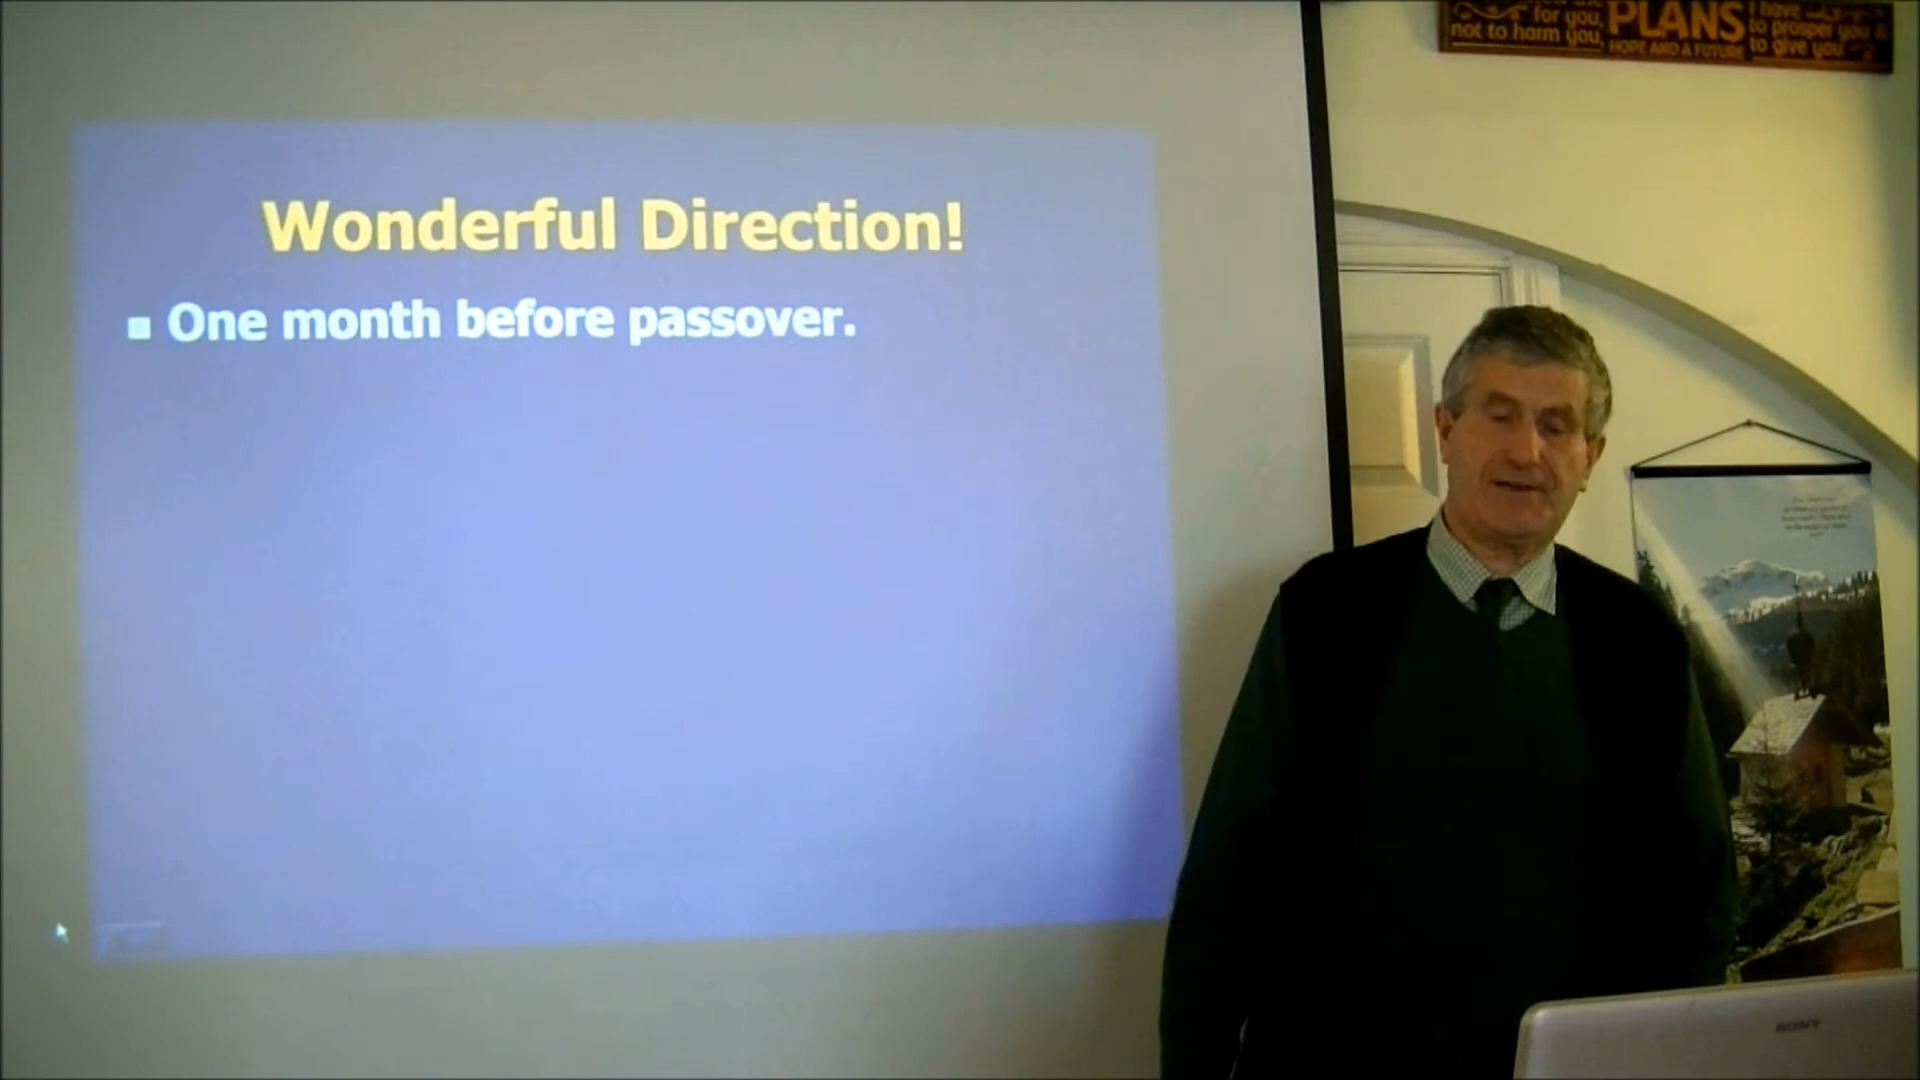 for you, PLANS I have
not to harm you, to prosper you
HOPE AND A FUTURE to give you
Wonderful Direction!
One month before passover.
SONY